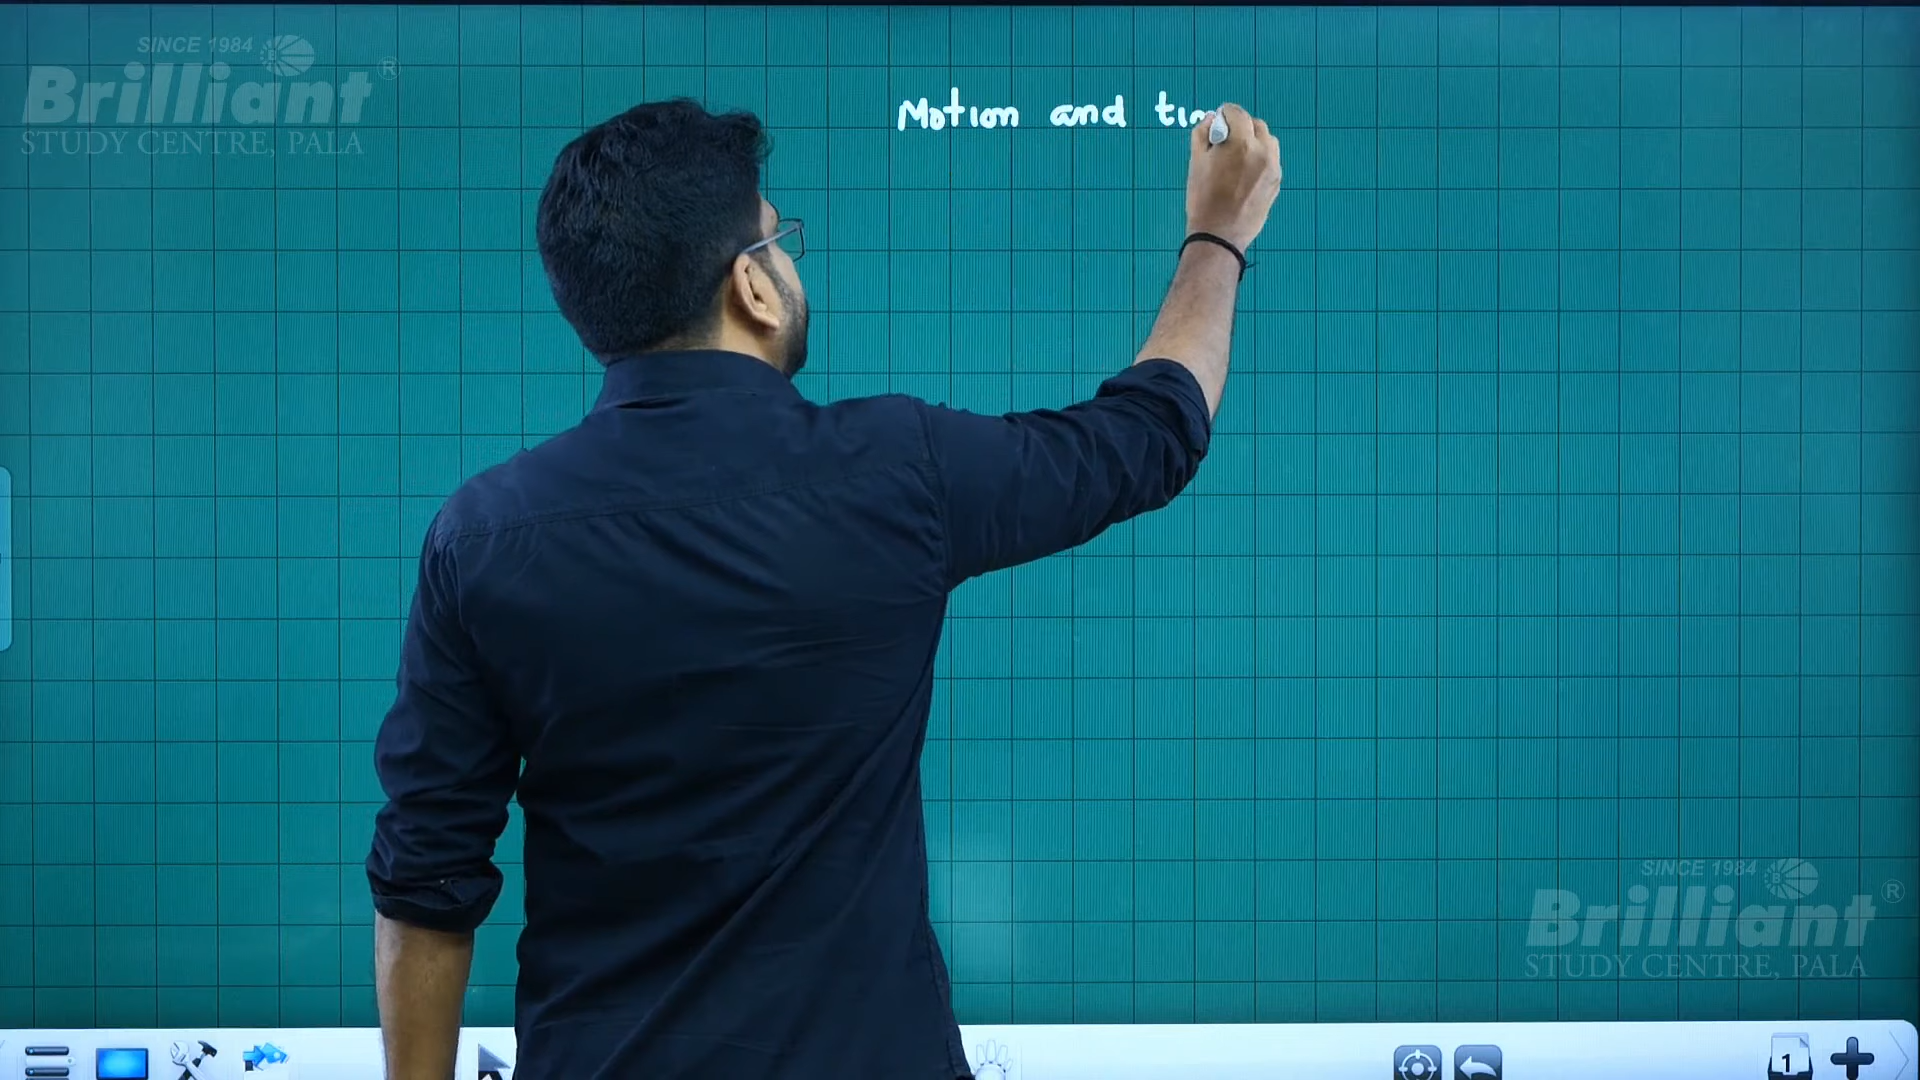 SINCE 1984
Brilliant®
STUDY CENTRE, PALA
Motion and
SINCE 1984
Brilliant®
STUDY CENTRE, PALA
1